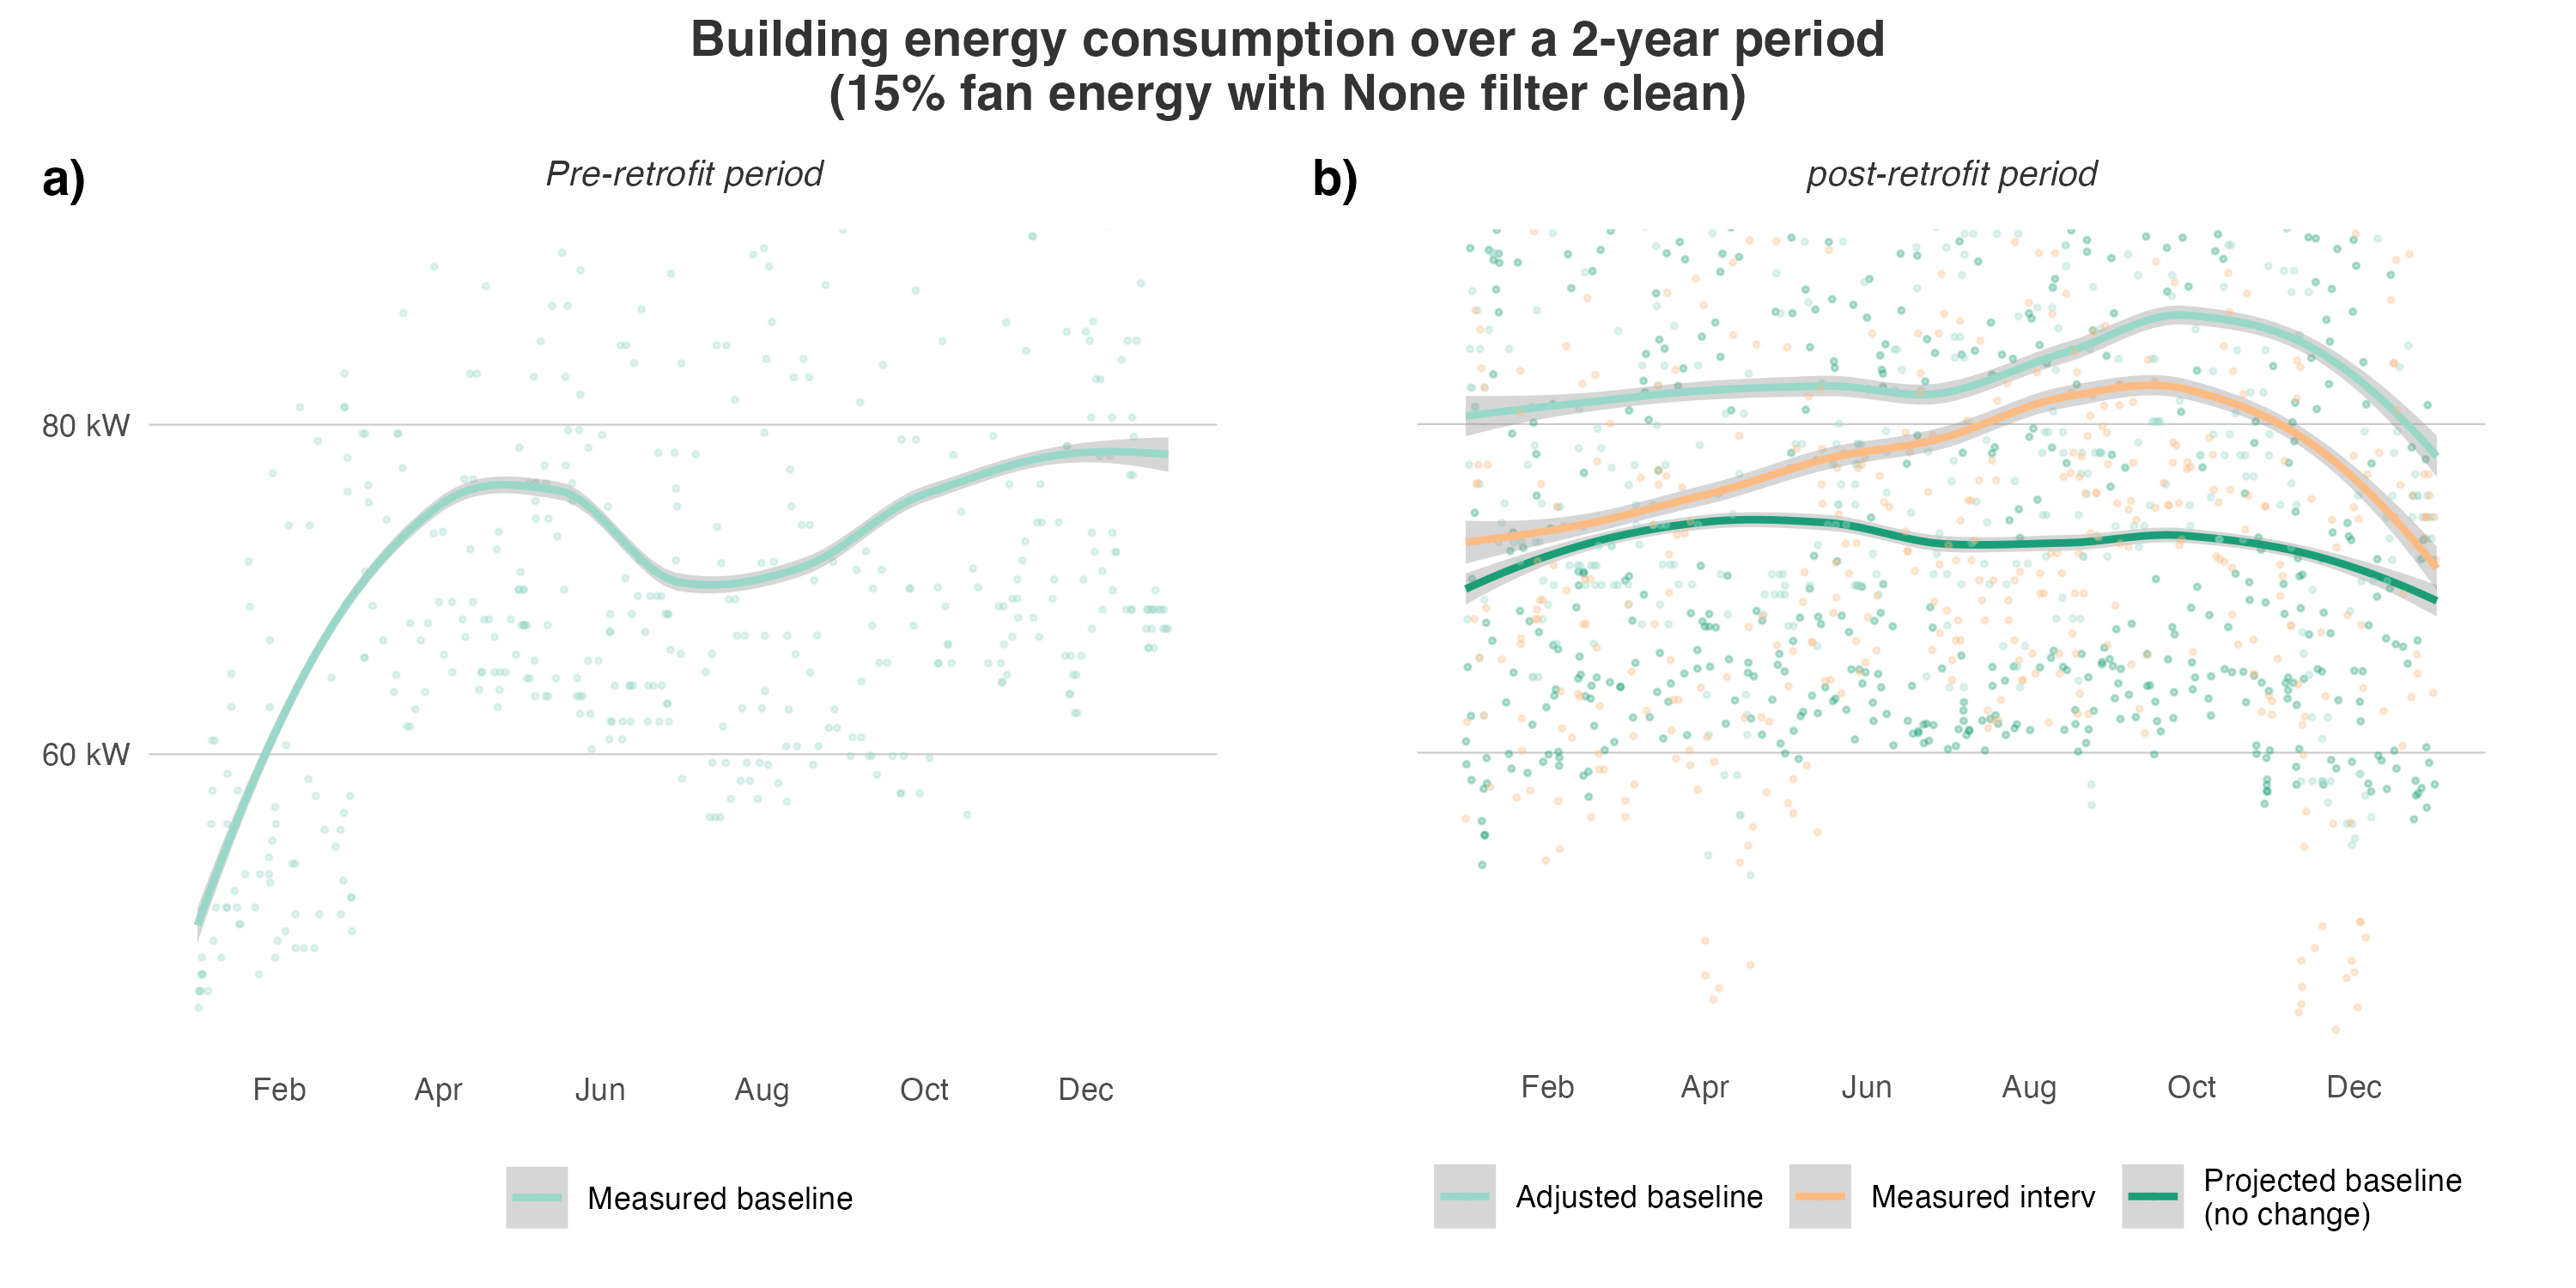 Building energy consumption over a 2-year period
(15% fan energy with None filter clean)
a)
Pre-retrofit period
80 kW
60 kW
Feb Apr Jun Aug Oct Dec
Measured baseline
b)
post-retrofit period
Feb Apr Jun Aug Oct Dec
Adjusted baseline
Measured interv
Projected baseline
(no change)